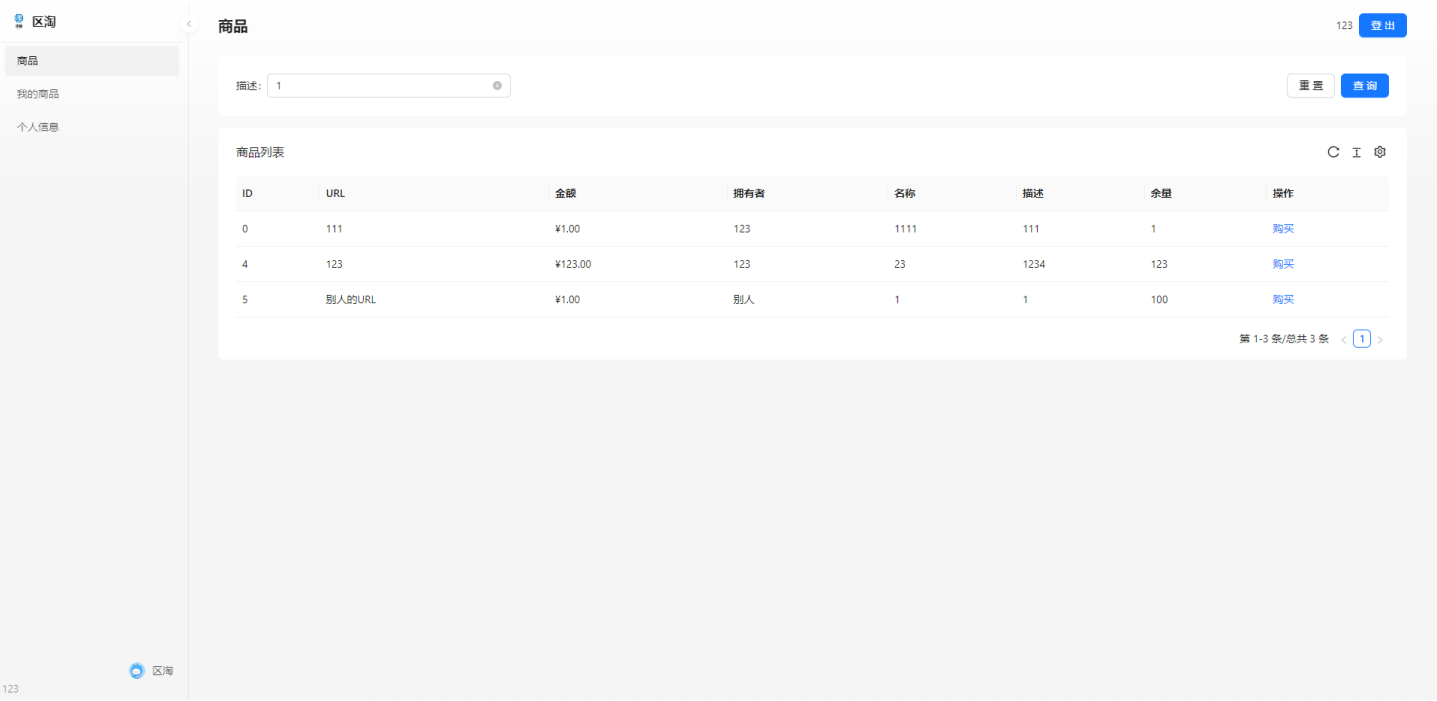 区淘
商品
123 登出
商品
我的商品
个人信息
描述: 1
重置 查询
商品列表
ID URL 金额 拥有者 名称 描述 余量 操作
0 111 ¥1.00 123 1111 111 1 购买
4 123 ¥123.00 123 23 1234 123 购买
5 别人的URL ¥1.00 别人 1 1 100 购买
第 1-3 条/总共 3 条 1
区淘
123